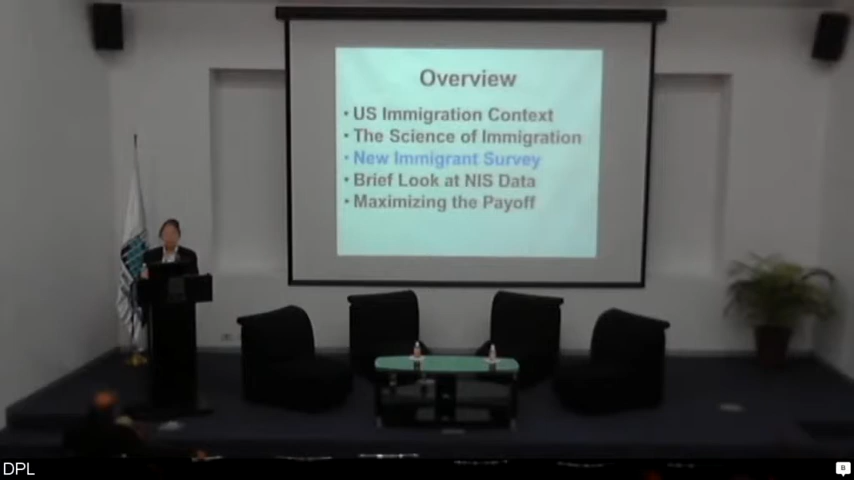 Overview
• US Immigration Context
• The Science of Immigration
• New Immigrant Survey
• Brief Look at NIS Data
• Maximizing the Payoff
DPL
B